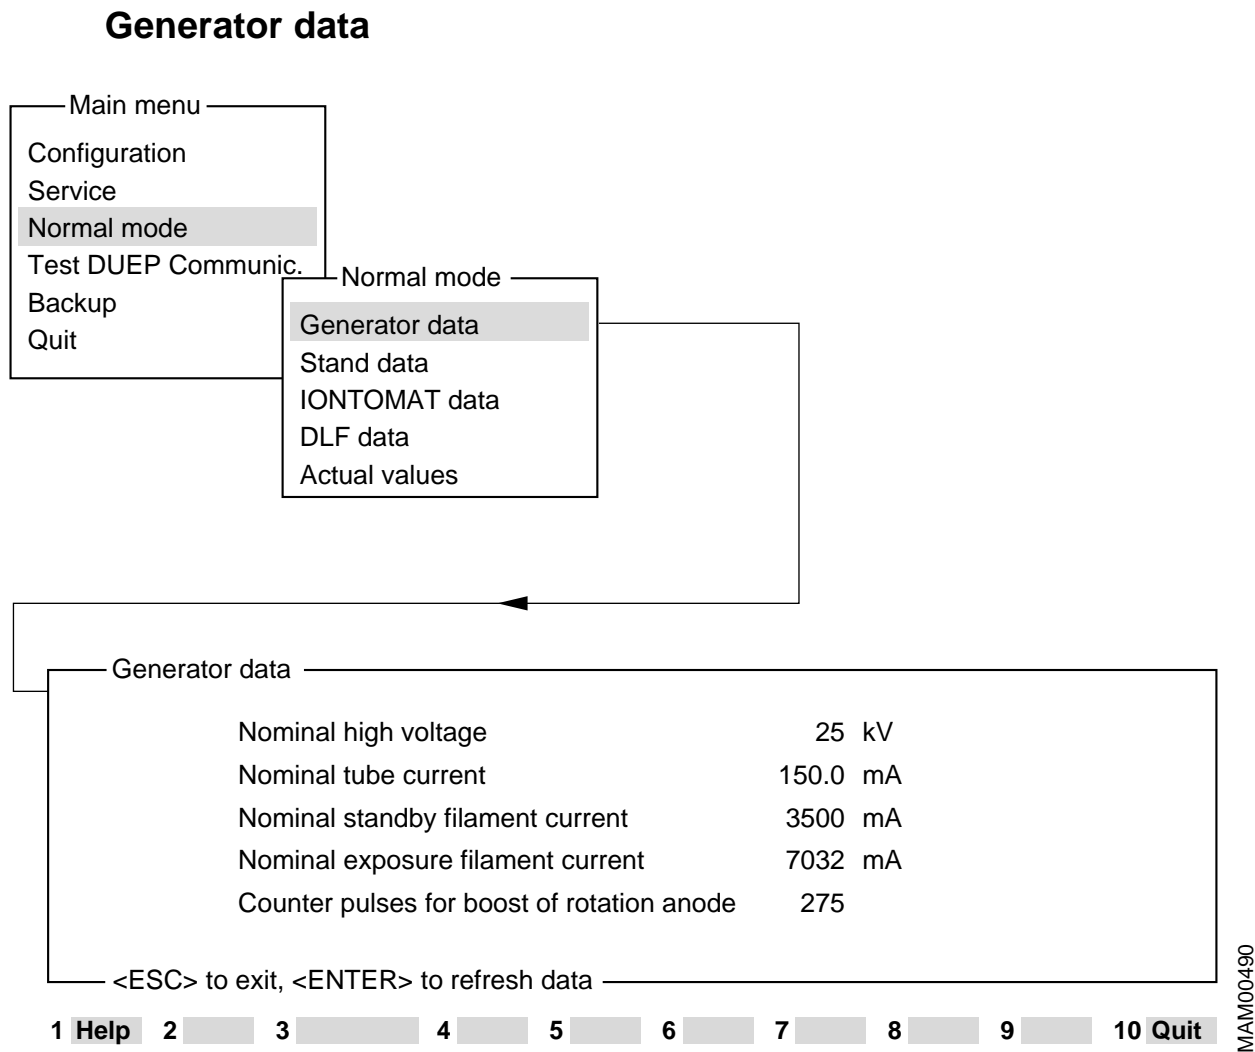 Generator data
Main menu
Configuration
Service
Normal mode
Test DUEP Communic.
Backup
Quit
Normal mode
Generator data
Stand data
IONTOMAT data
DLF data
Actual values
Generator data
Nominal high voltage 25 kV
Nominal tube current 150.0 mA
Nominal standby filament current 3500 mA
Nominal exposure filament current 7032 mA
Counter pulses for boost of rotation anode 275
<ESC> to exit, <ENTER> to refresh data
1 Help 2 3 4 5 6 7 8 9 10 Quit
MAM00490